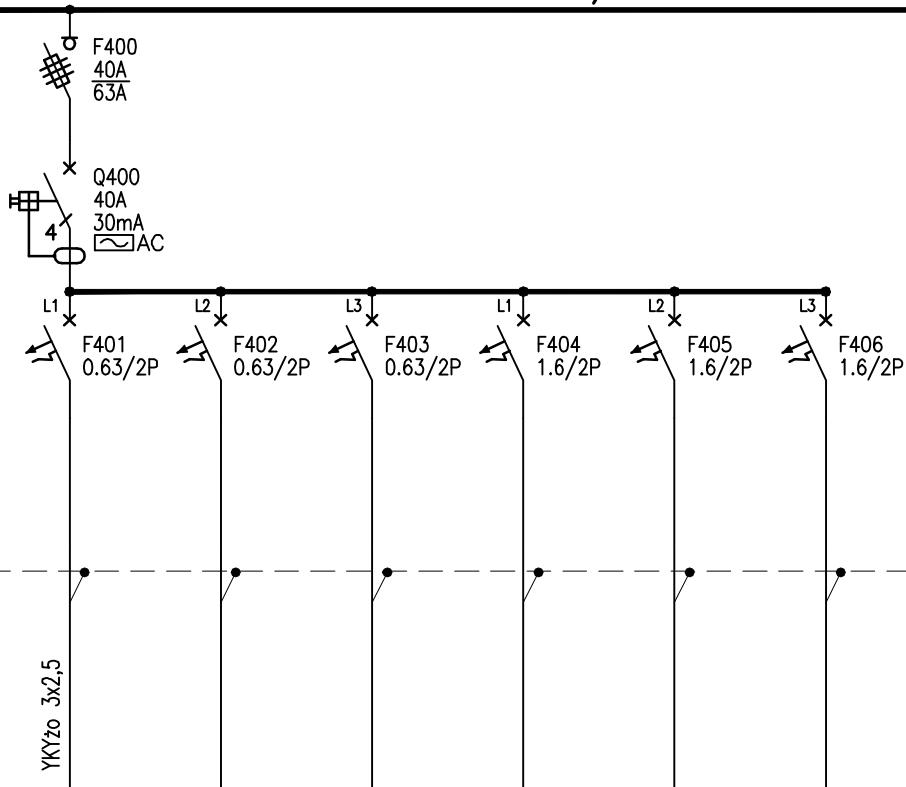 F400
40A
63A
Q400
40A
30mA
AC
4
L1
L2
L3
L1
L2
L3
F401
0.63/2P
F402
0.63/2P
F403
0.63/2P
F404
1.6/2P
F405
1.6/2P
F406
1.6/2P
YKYżo 3x2,5